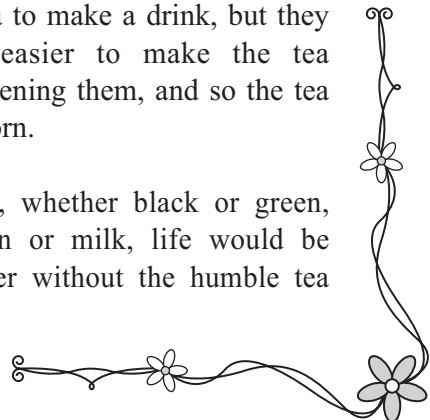 a to make a drink, but they
easier to make the tea
ening them, and so the tea
orn.
, whether black or green,
n or milk, life would be
er without the humble tea